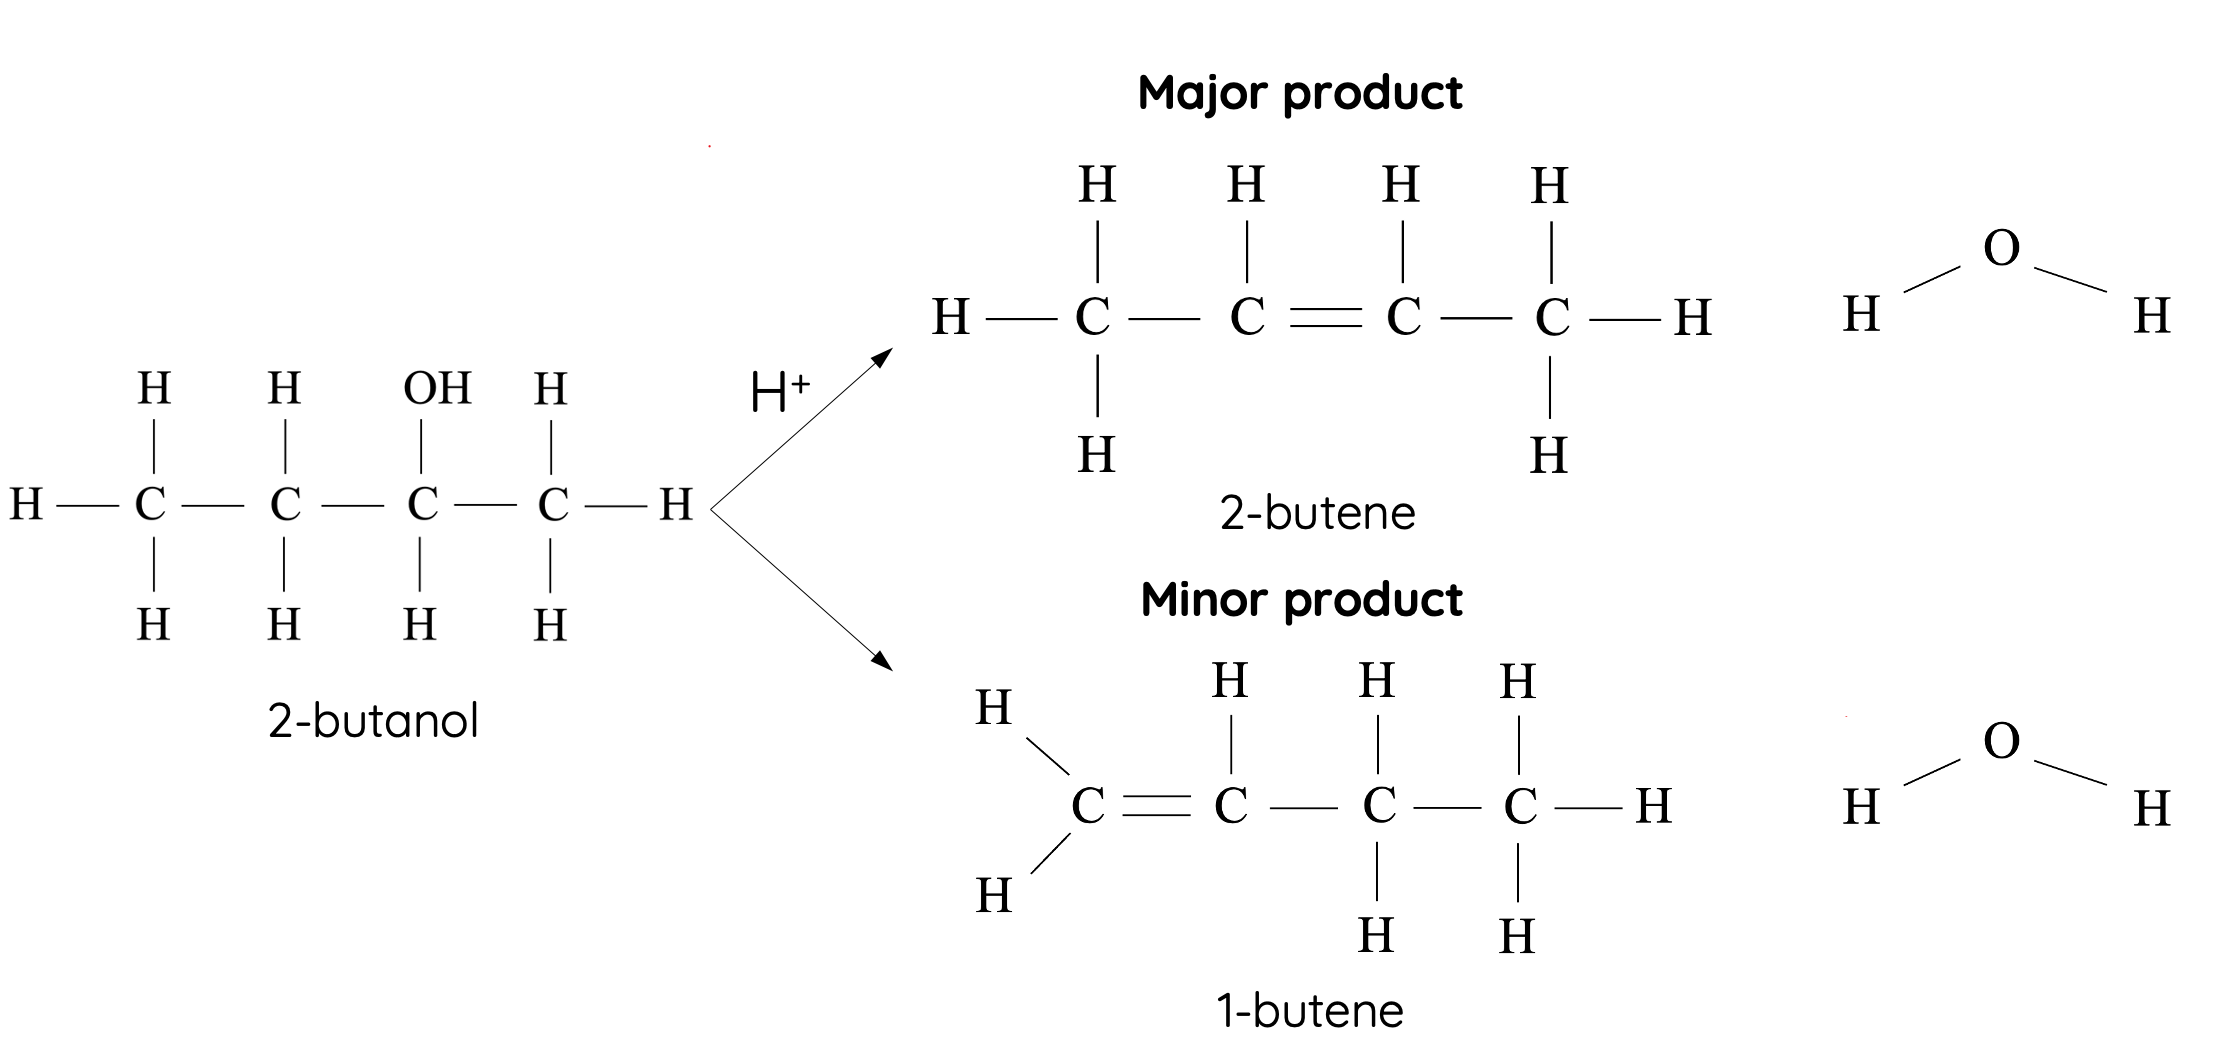 Major product
H H H H
H C C C C H
H H
O
H H
2-butene
H⁺
H H OH H
H C C C C H
H H H H
2-butanol
Minor product
H H H H
C C C C H
H H H
O
H H
1-butene